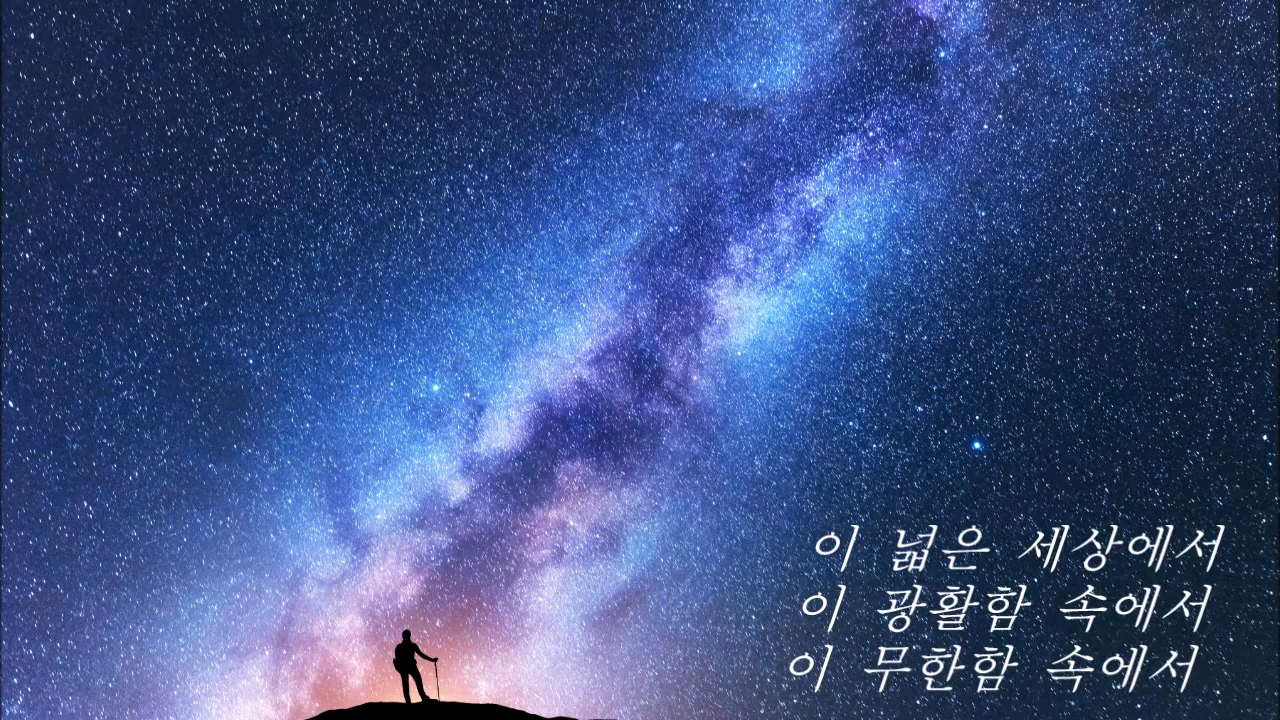 이 넓은 세상에서
이 광활함 속에서
이 무한함 속에서